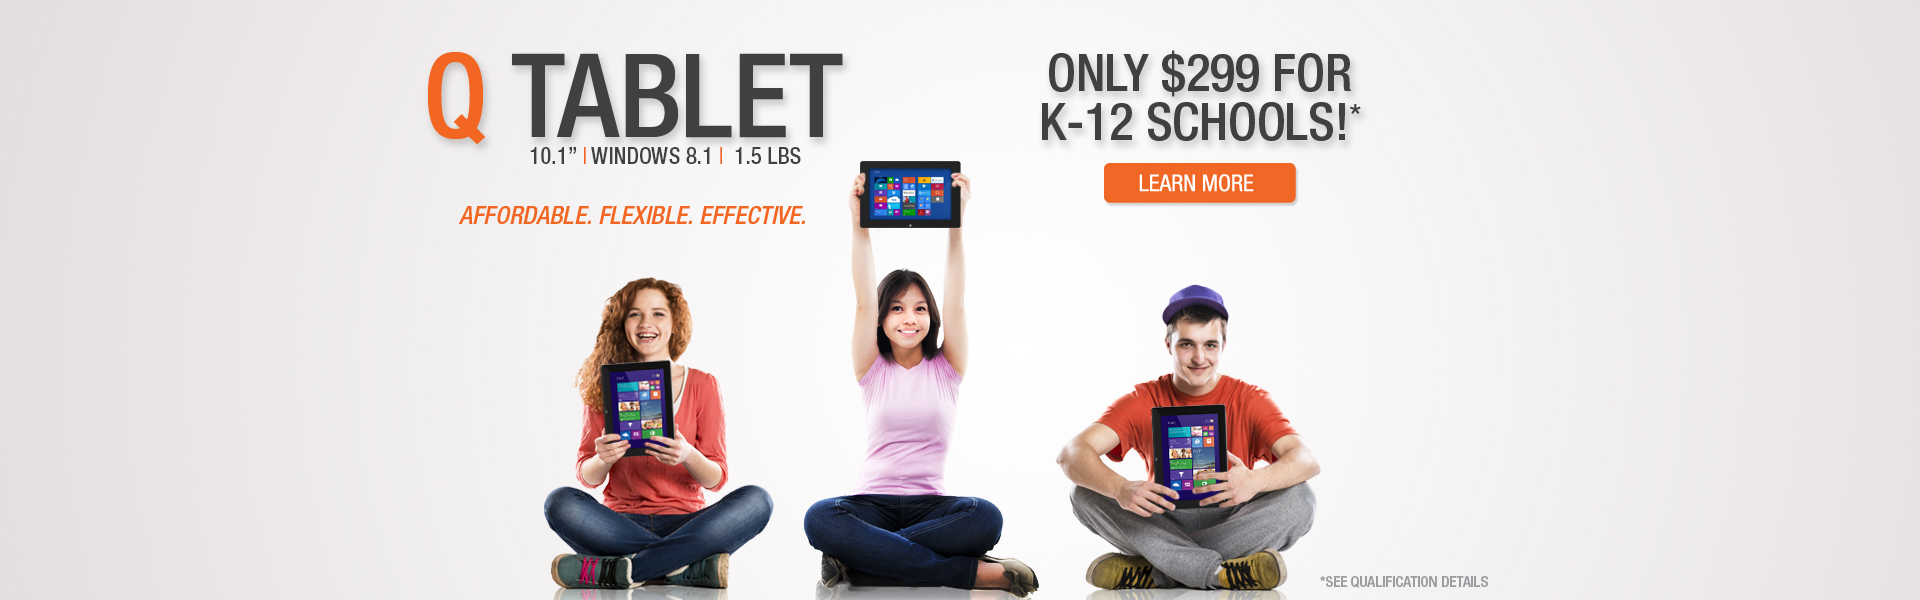 Q TABLET
10.1” | WINDOWS 8.1 | 1.5 LBS
AFFORDABLE. FLEXIBLE. EFFECTIVE.
ONLY $299 FOR
K-12 SCHOOLS!*
LEARN MORE
*SEE QUALIFICATION DETAILS